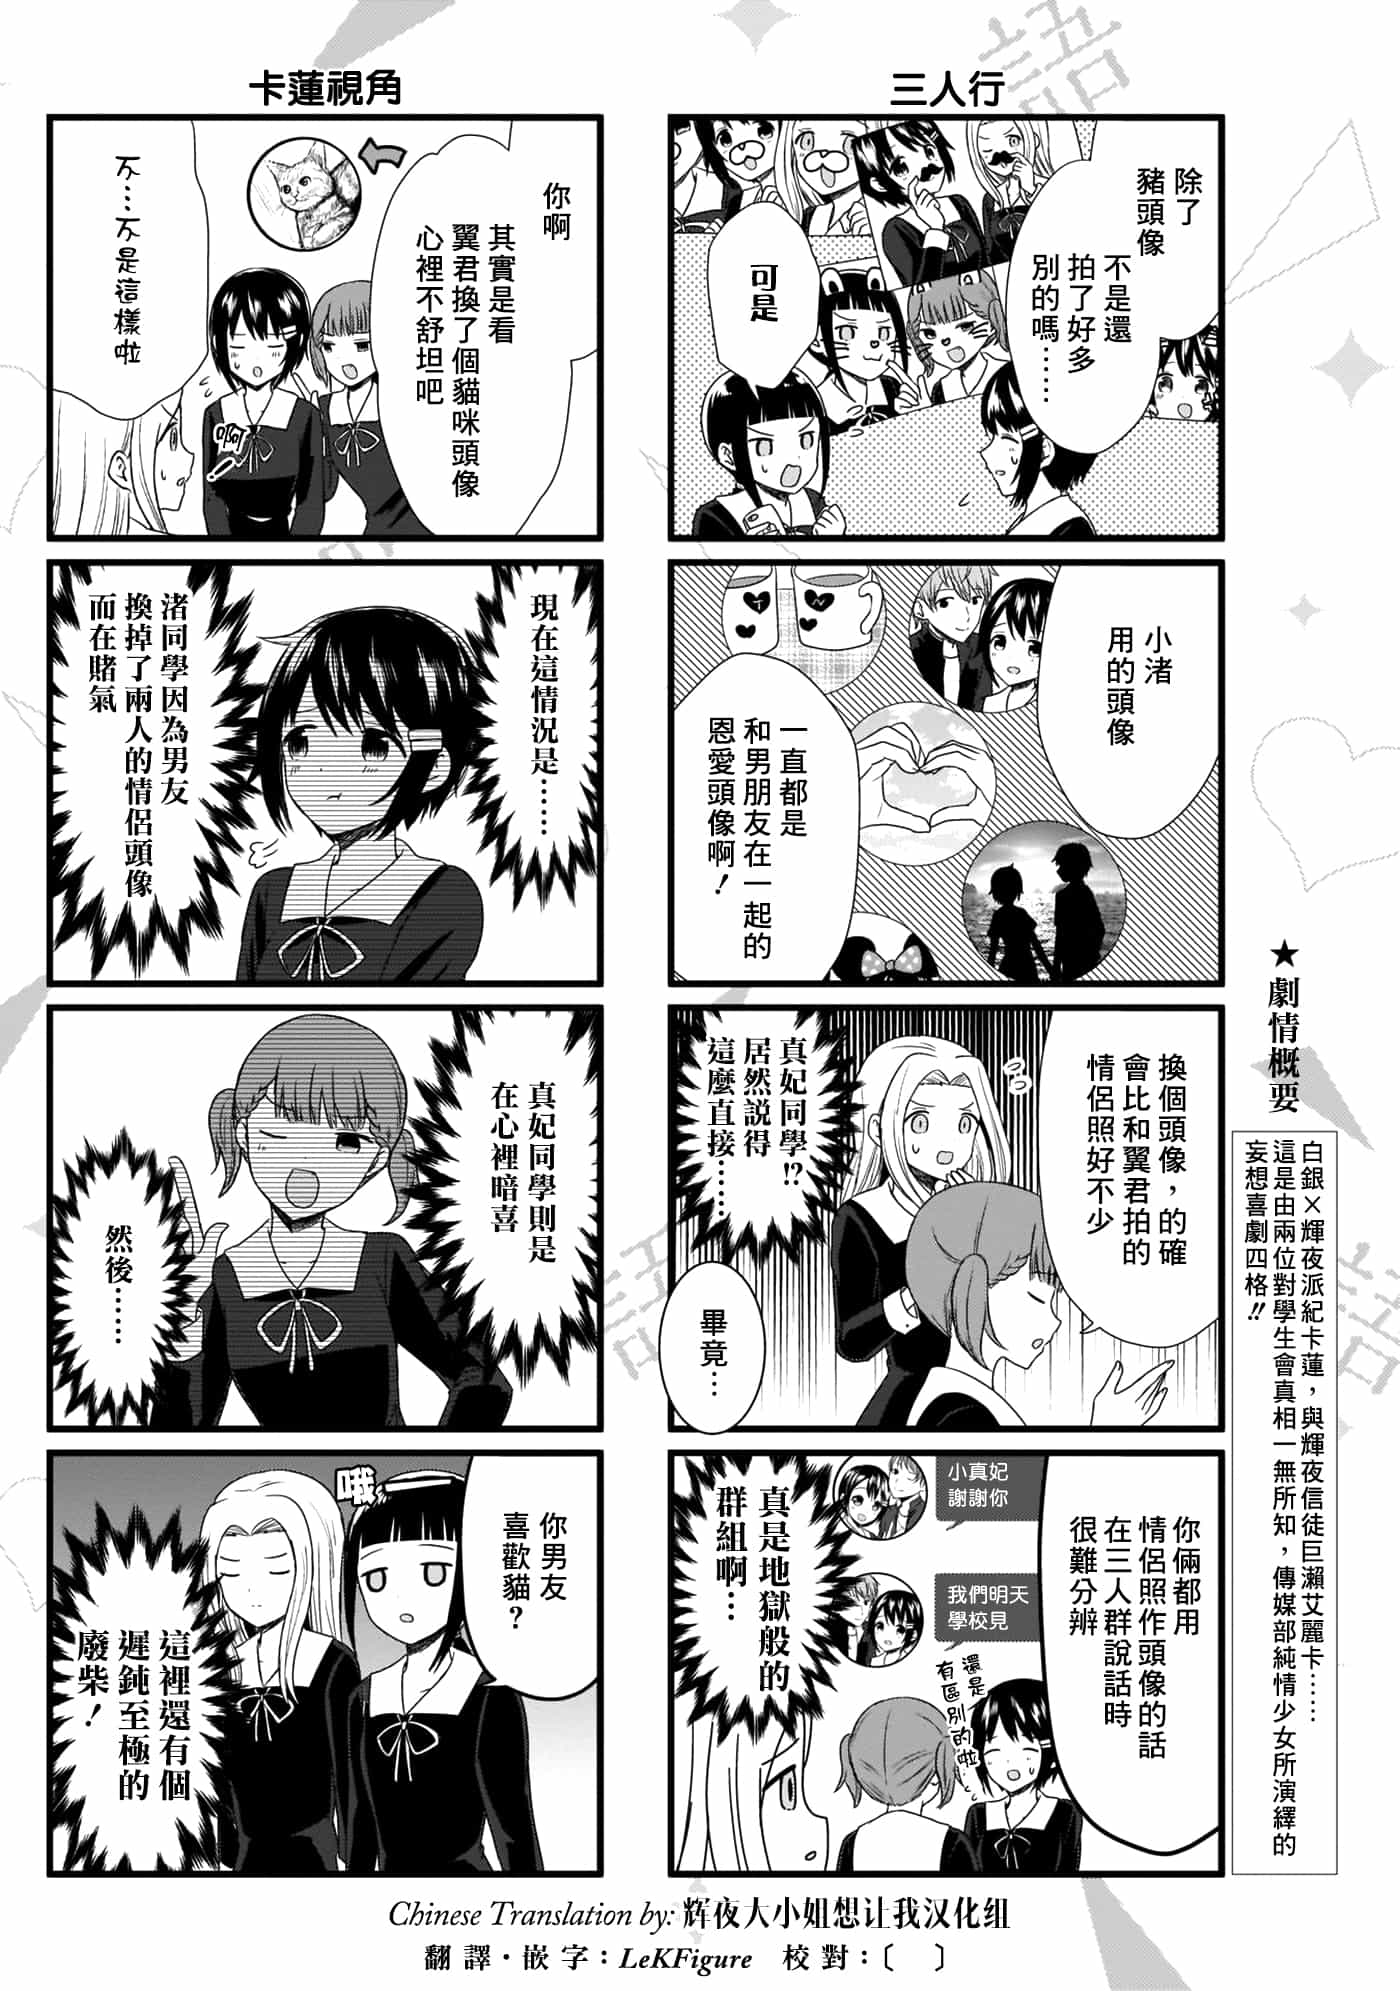 三人行
除了
豬頭像
不是還
拍了好多
別的嗎……
可是
小渚
用的頭像
一直都是
和男朋友在一起的
恩愛頭像啊！
換個頭像，的確
會比和翼君拍的
情侶照好不少
真妃同學!?
居然説得
這麼直接……
畢竟…
你倆都用
情侶照作頭像的話
在三人群說話時
很難分辨
小真妃
謝謝你
我們明天
學校見
還是
有區別的啦
真是地獄般的
群組啊…
卡蓮視角
你啊
其實是看
翼君換了個貓咪頭像
心裡不舒坦吧
不…不是這樣啦
啊！
現在這情況是……
渚同學因為男友
換掉了兩人的情侶頭像
而在賭氣
真妃同學則是
在心裡暗喜
然後……
你男友
喜歡貓？
哦
這裡還有個
遲鈍至極的
廢柴！
★劇情概要
白銀×輝夜派紀卡蓮，與輝夜信徒巨瀨艾麗卡……
這是由兩位對學生會真相一無所知，傳媒部純情少女所演繹的
妄想喜劇四格!!
語
語
Chinese Translation by: 辉夜大小姐想让我汉化组
翻譯·嵌字：LeKFigure 校對：〔 〕